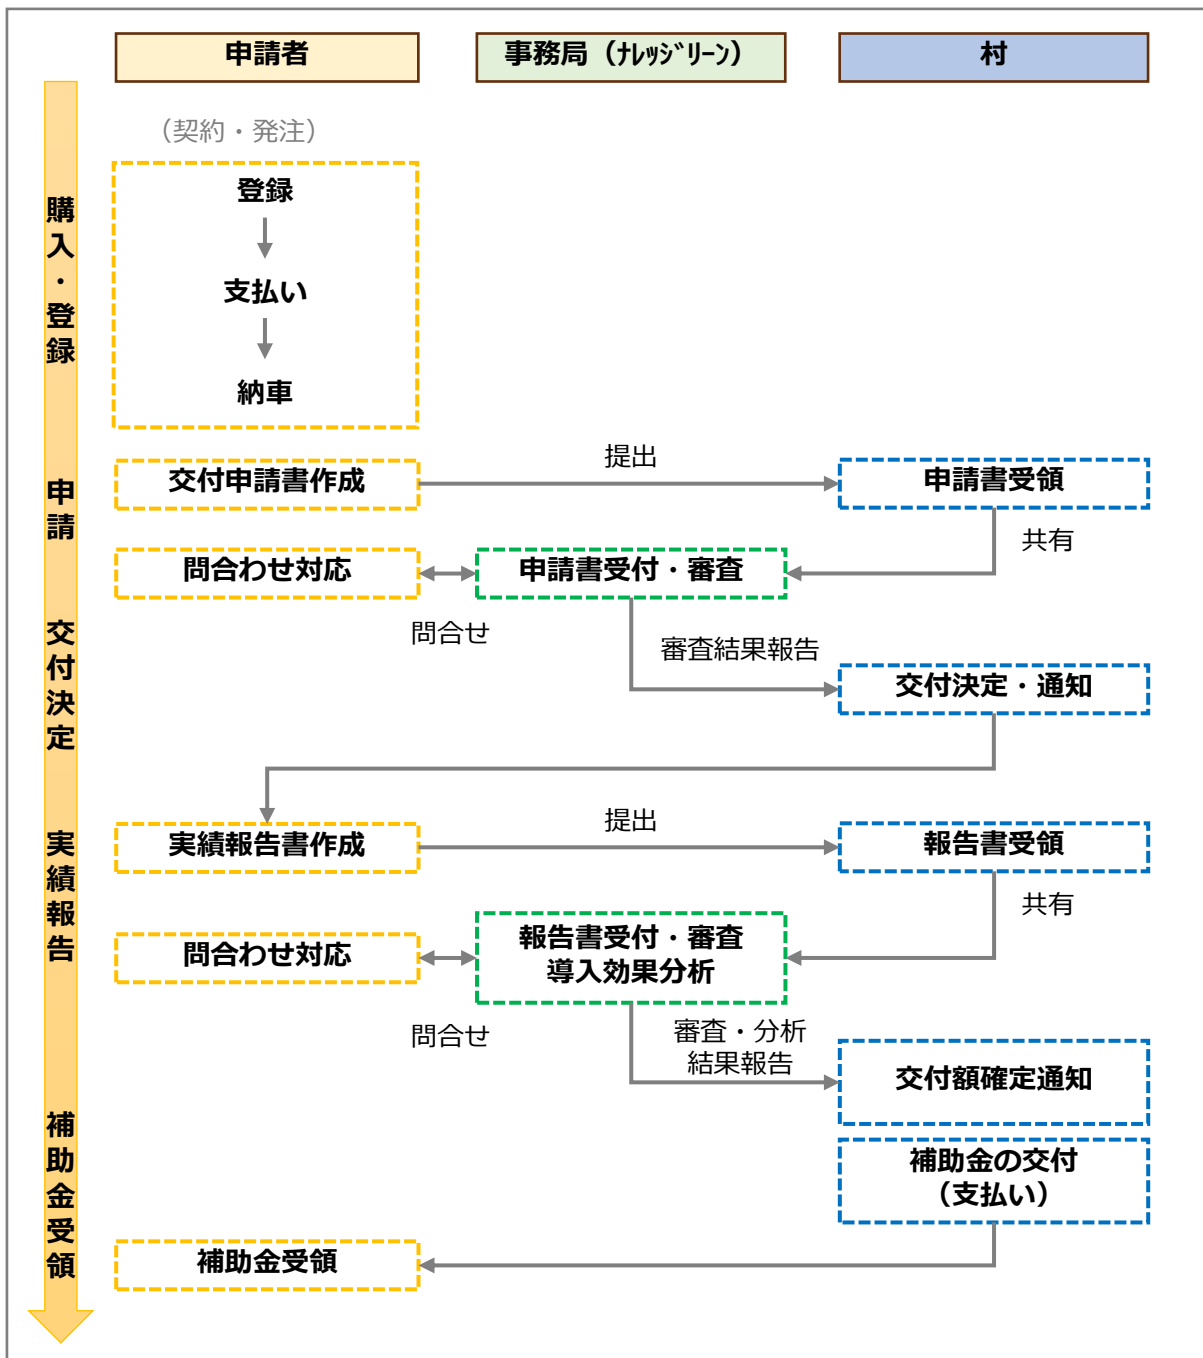 申請者
事務局（ﾅﾚｯｼﾞﾘｰﾝ）
村
（契約・発注）
購入・登録
登録
支払い
納車
申請
交付申請書作成
提出
申請書受領
共有
問合わせ対応
申請書受付・審査
問合せ
審査結果報告
交付決定
交付決定・通知
実績報告
実績報告書作成
提出
報告書受領
共有
問合わせ対応
報告書受付・審査
導入効果分析
問合せ
審査・分析
結果報告
交付額確定通知
補助金受領
補助金の交付
（支払い）
補助金受領